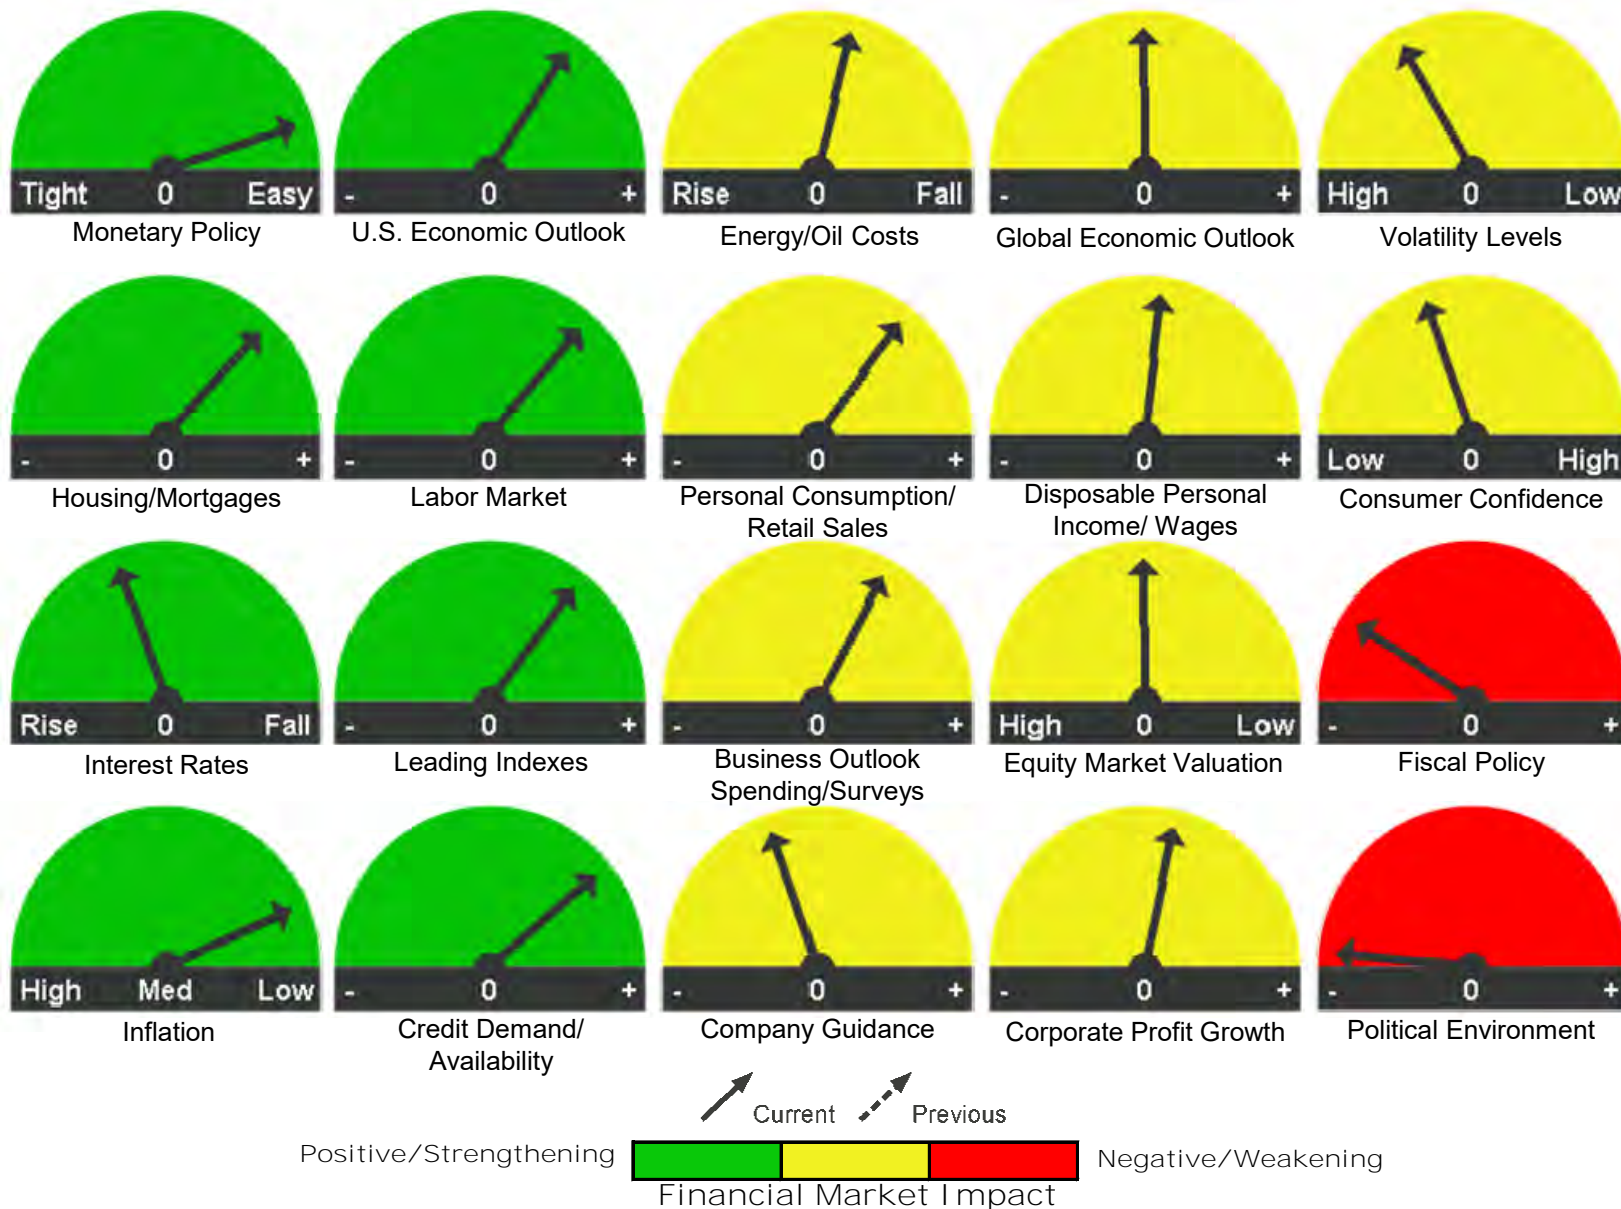 Tight 0 Easy
Monetary Policy
- 0 +
U.S. Economic Outlook
Rise 0 Fall
Energy/Oil Costs
- 0 +
Global Economic Outlook
High 0 Low
Volatility Levels
- 0 +
Housing/Mortgages
- 0 +
Labor Market
- 0 +
Personal Consumption/
Retail Sales
- 0 +
Disposable Personal
Income/ Wages
Low 0 High
Consumer Confidence
Rise 0 Fall
Interest Rates
- 0 +
Leading Indexes
- 0 +
Business Outlook
Spending/Surveys
High 0 Low
Equity Market Valuation
- 0 +
Fiscal Policy
High Med Low
Inflation
- 0 +
Credit Demand/
Availability
- 0 +
Company Guidance
- 0 +
Corporate Profit Growth
- 0 +
Political Environment
Current Previous
Positive/Strengthening Negative/Weakening
Financial Market Impact